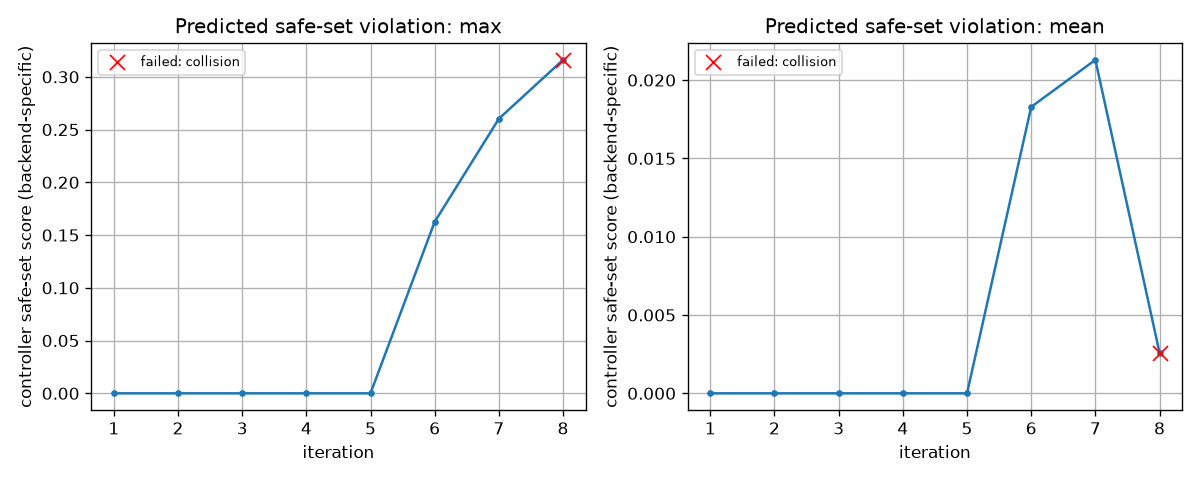 Predicted safe-set violation: max
controller safe-set score (backend-specific)
failed: collision
0.30
0.25
0.20
0.15
0.10
0.05
0.00
1 2 3 4 5 6 7 8
iteration
Predicted safe-set violation: mean
controller safe-set score (backend-specific)
failed: collision
0.020
0.015
0.010
0.005
0.000
1 2 3 4 5 6 7 8
iteration